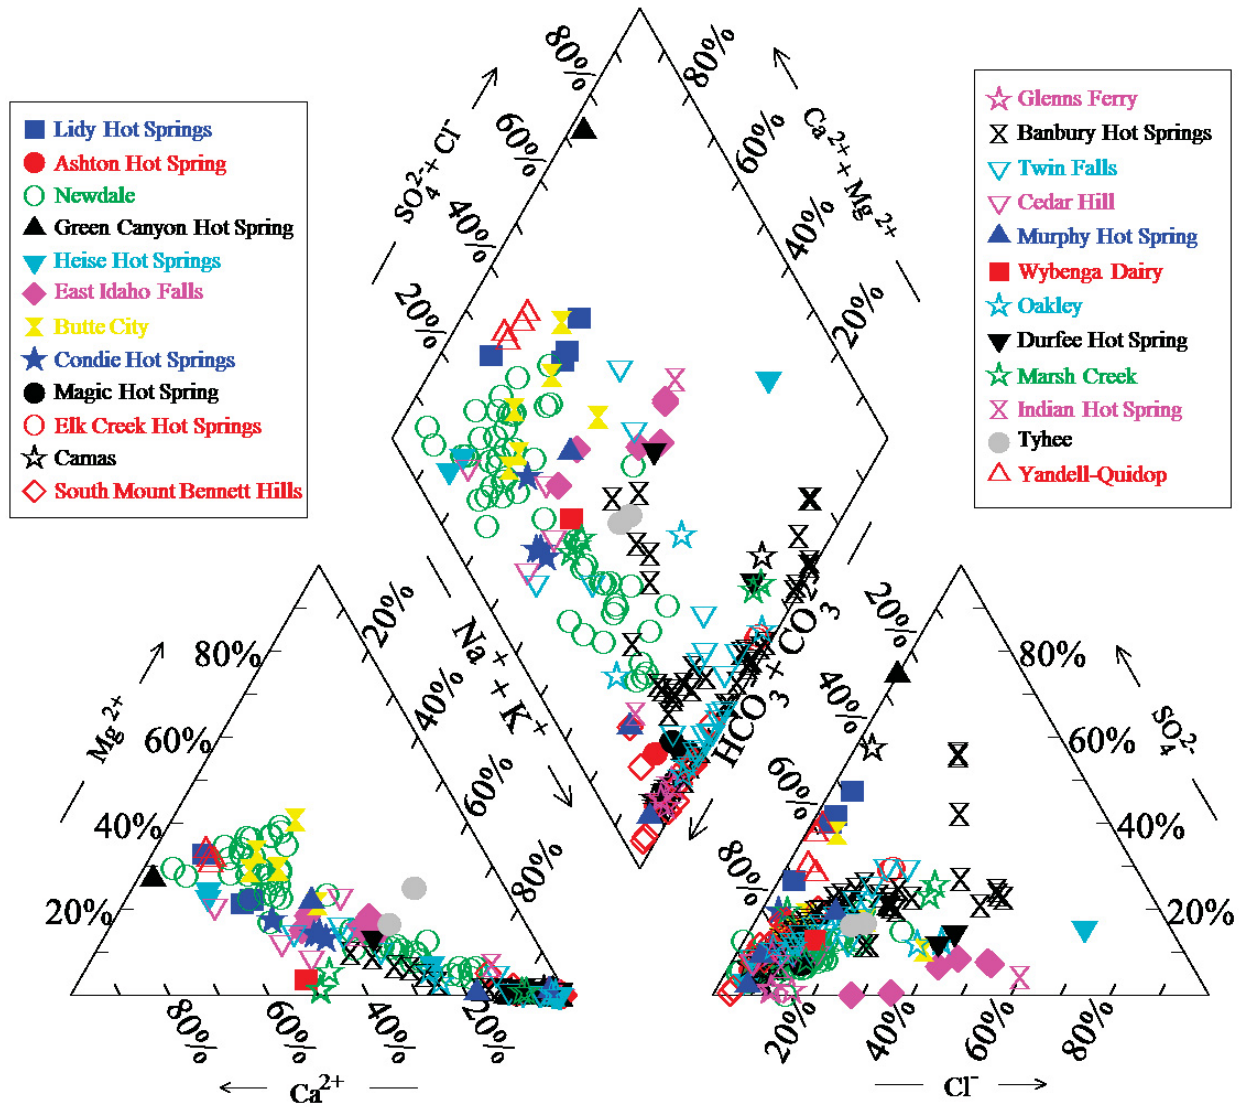 Lidy Hot Springs
Ashton Hot Spring
Newdale
Green Canyon Hot Spring
Heise Hot Springs
East Idaho Falls
Butte City
Condie Hot Springs
Magic Hot Spring
Elk Creek Hot Springs
Camas
South Mount Bennett Hills
Glenns Ferry
Banbury Hot Springs
Twin Falls
Cedar Hill
Murphy Hot Spring
Wybenga Dairy
Oakley
Durfee Hot Spring
Marsh Creek
Indian Hot Spring
Tyhee
Yandell-Quidop
SO₄²⁻ + Cl⁻
20%
40%
60%
80%
Ca²⁺ + Mg²⁺
80%
60%
40%
20%
Na⁺ + K⁺
HCO₃⁻ + CO₃²⁻
Mg²⁺
80%
60%
40%
20%
20%
40%
60%
80%
80%
60%
40%
20%
Ca²⁺
20%
40%
60%
80%
SO₄²⁻
80%
60%
40%
20%
20%
40%
60%
80%
Cl⁻